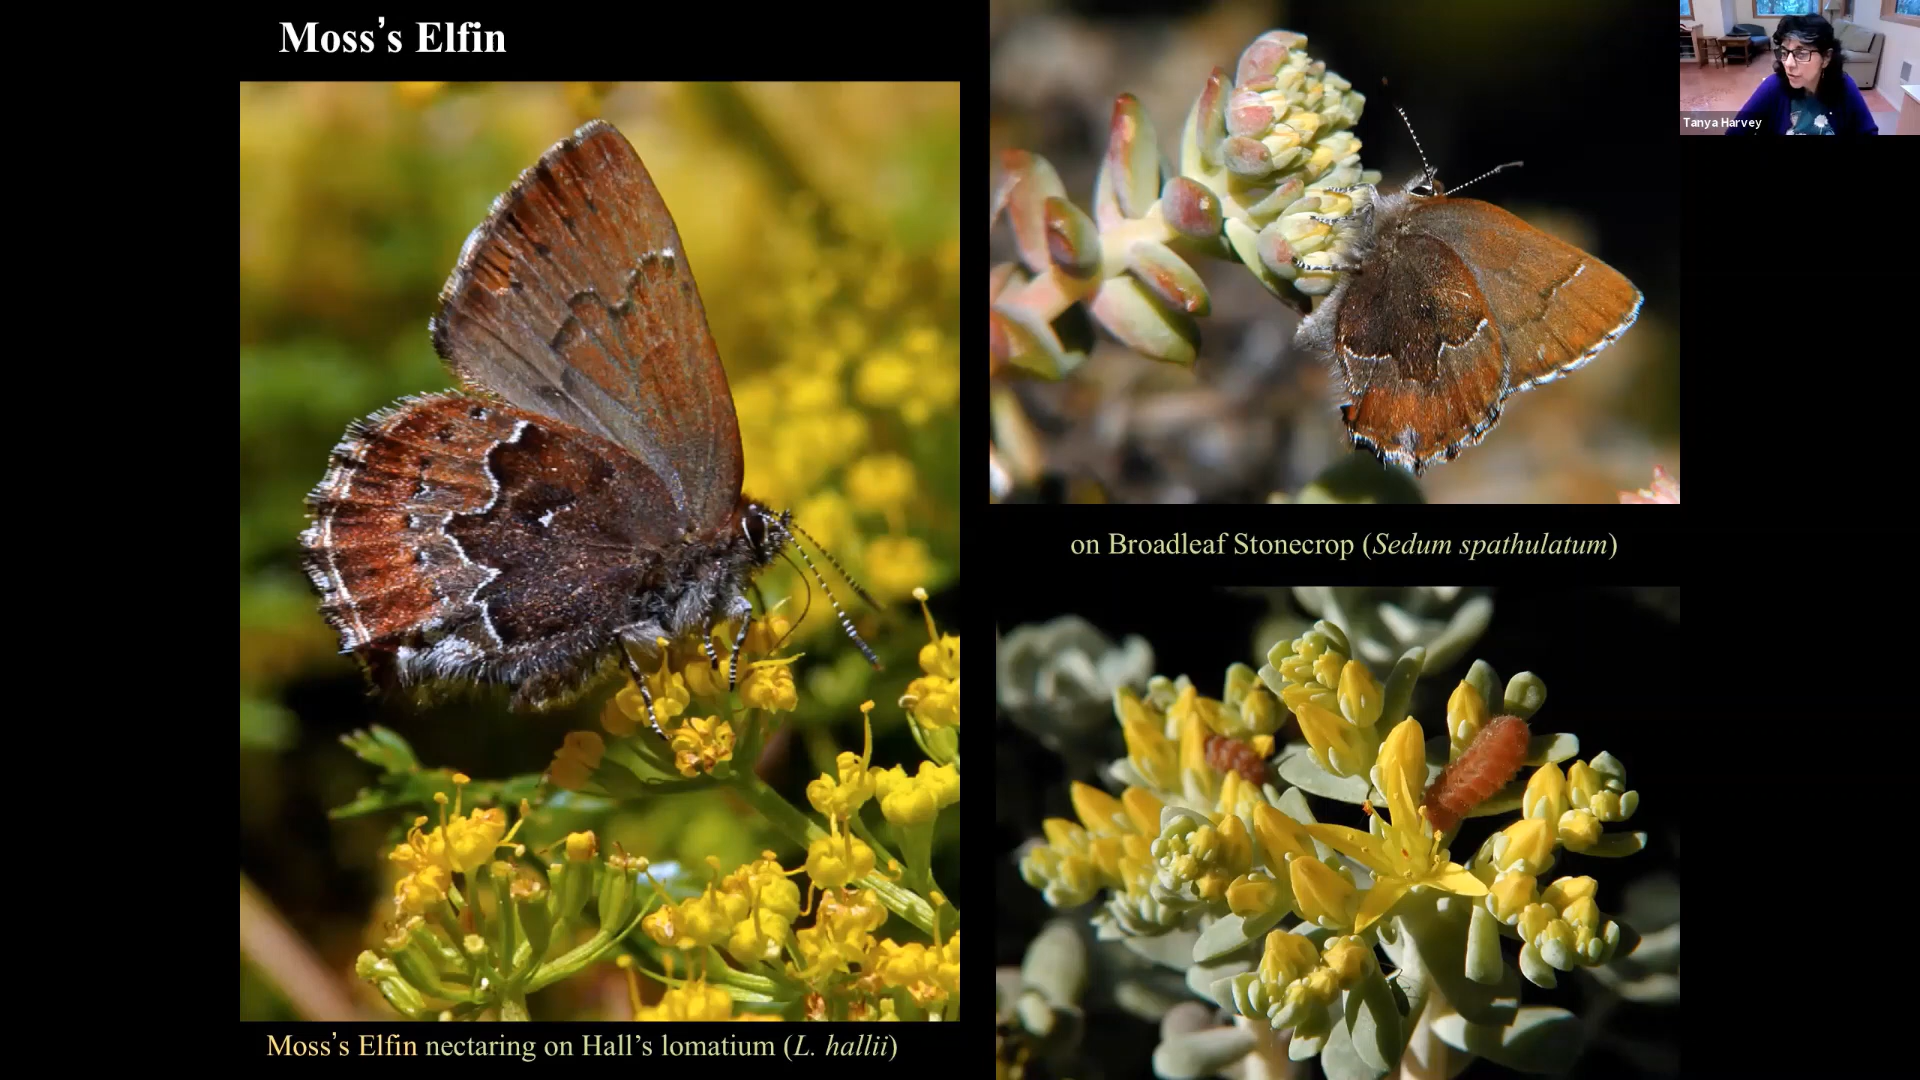 Moss's Elfin
Tanya Harvey
on Broadleaf Stonecrop (Sedum spathulatum)
Moss's Elfin nectaring on Hall's lomatium (L. hallii)